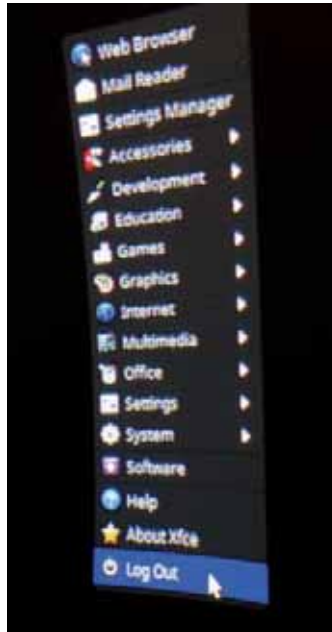 Web Browser
Mail Reader
Settings Manager
Accessories
Development
Education
Games
Graphics
Internet
Multimedia
Office
Settings
System
Software
Help
About Xfce
Log Out